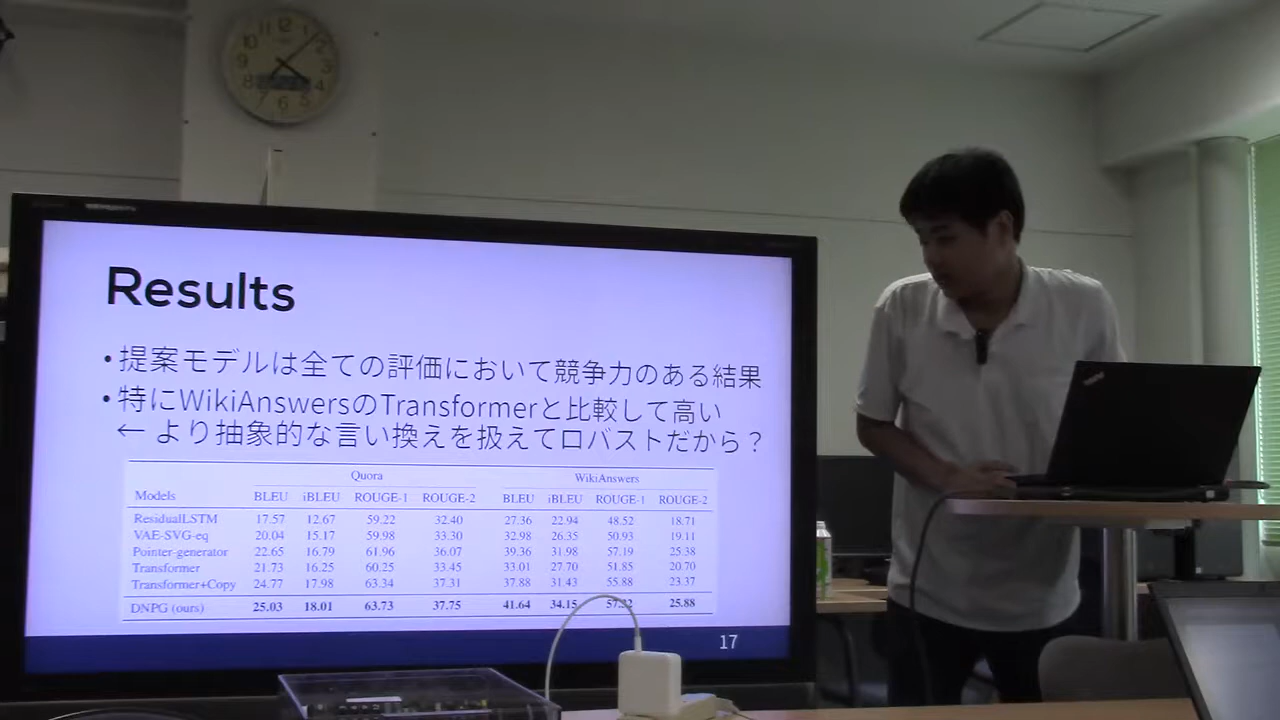 Results
・提案モデルは全ての評価において競争力のある結果
・特にWikiAnswersのTransformerと比較して高い
← より抽象的な言い換えを扱えてロバストだから？
Quora WikiAnswers
Models BLEU iBLEU ROUGE-1 ROUGE-2 BLEU iBLEU ROUGE-1 ROUGE-2
ResidualLSTM 17.57 12.67 59.22 32.40 27.36 22.94 48.52 18.71
VAE-SVG-eq 20.04 15.17 59.98 33.30 32.98 26.35 50.93 19.11
Pointer-generator 22.65 16.79 61.96 36.07 39.36 31.98 57.19 25.38
Transformer 21.73 16.25 60.25 33.45 33.01 27.70 51.85 20.70
Transformer+Copy 24.77 17.98 63.34 37.31 37.88 31.43 55.88 23.37
DNPG (ours) 25.03 18.01 63.73 37.75 41.64 34.15 57.32 25.88
17